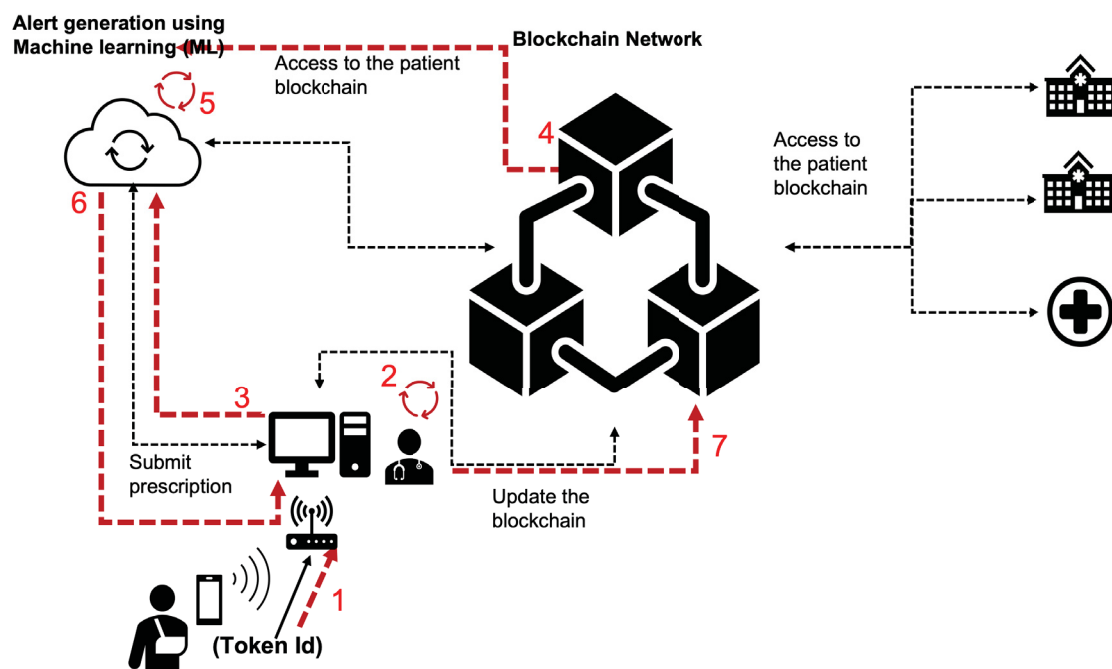 Alert generation using
Machine learning (ML)
Blockchain Network
Access to the patient
blockchain
5
4
Access to
the patient
blockchain
6
2
3
7
Submit
prescription
Update the
blockchain
1
(Token Id)